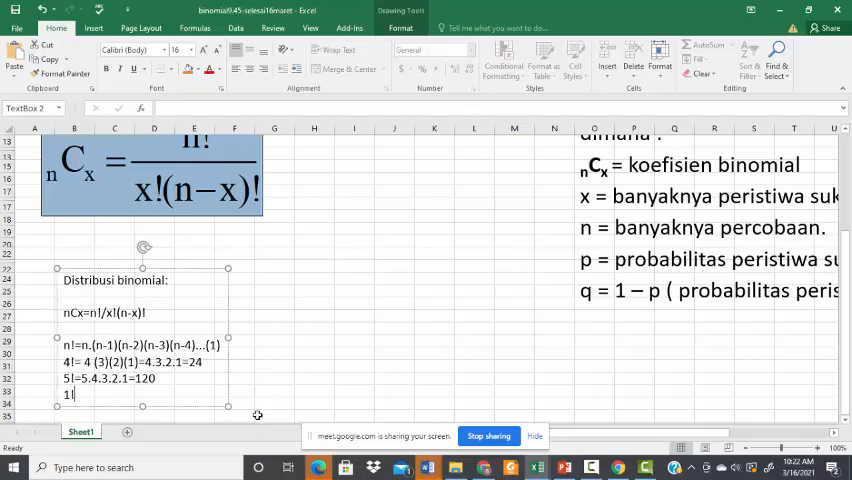 binomial9.45-selesai16maret - Excel
Drawing Tools
File
Home
Insert
Page Layout
Formulas
Data
Review
View
Add-Ins
Format
Tell me what you want to do...
Share
Paste
Cut
Copy
Format Painter
Clipboard
Calibri (Body)
16
B I U
Font
Wrap Text
Merge & Center
Alignment
General
Number
Conditional Formatting
Format as Table
Cell Styles
Styles
Insert
Delete
Format
Cells
AutoSum
Fill
Clear
Sort & Filter
Find & Select
Editing
TextBox 2
fx
A B C D E F G H I J K L M N O P Q R S T U
13
nCx = n! / x!(n−x)!
dimana :
nCx = koefisien binomial
x = banyaknya peristiwa suk
n = banyaknya percobaan.
p = probabilitas peristiwa su
q = 1 – p ( probabilitas peris
Distribusi binomial:
nCx=n!/x!(n-x)!
n!=n.(n-1)(n-2)(n-3)(n-4)...(1)
4!= 4 (3)(2)(1)=4.3.2.1=24
5!=5.4.3.2.1=120
1!
Sheet1
meet.google.com is sharing your screen.
Stop sharing
Hide
Ready
100%
Type here to search
10:22 AM
3/16/2021